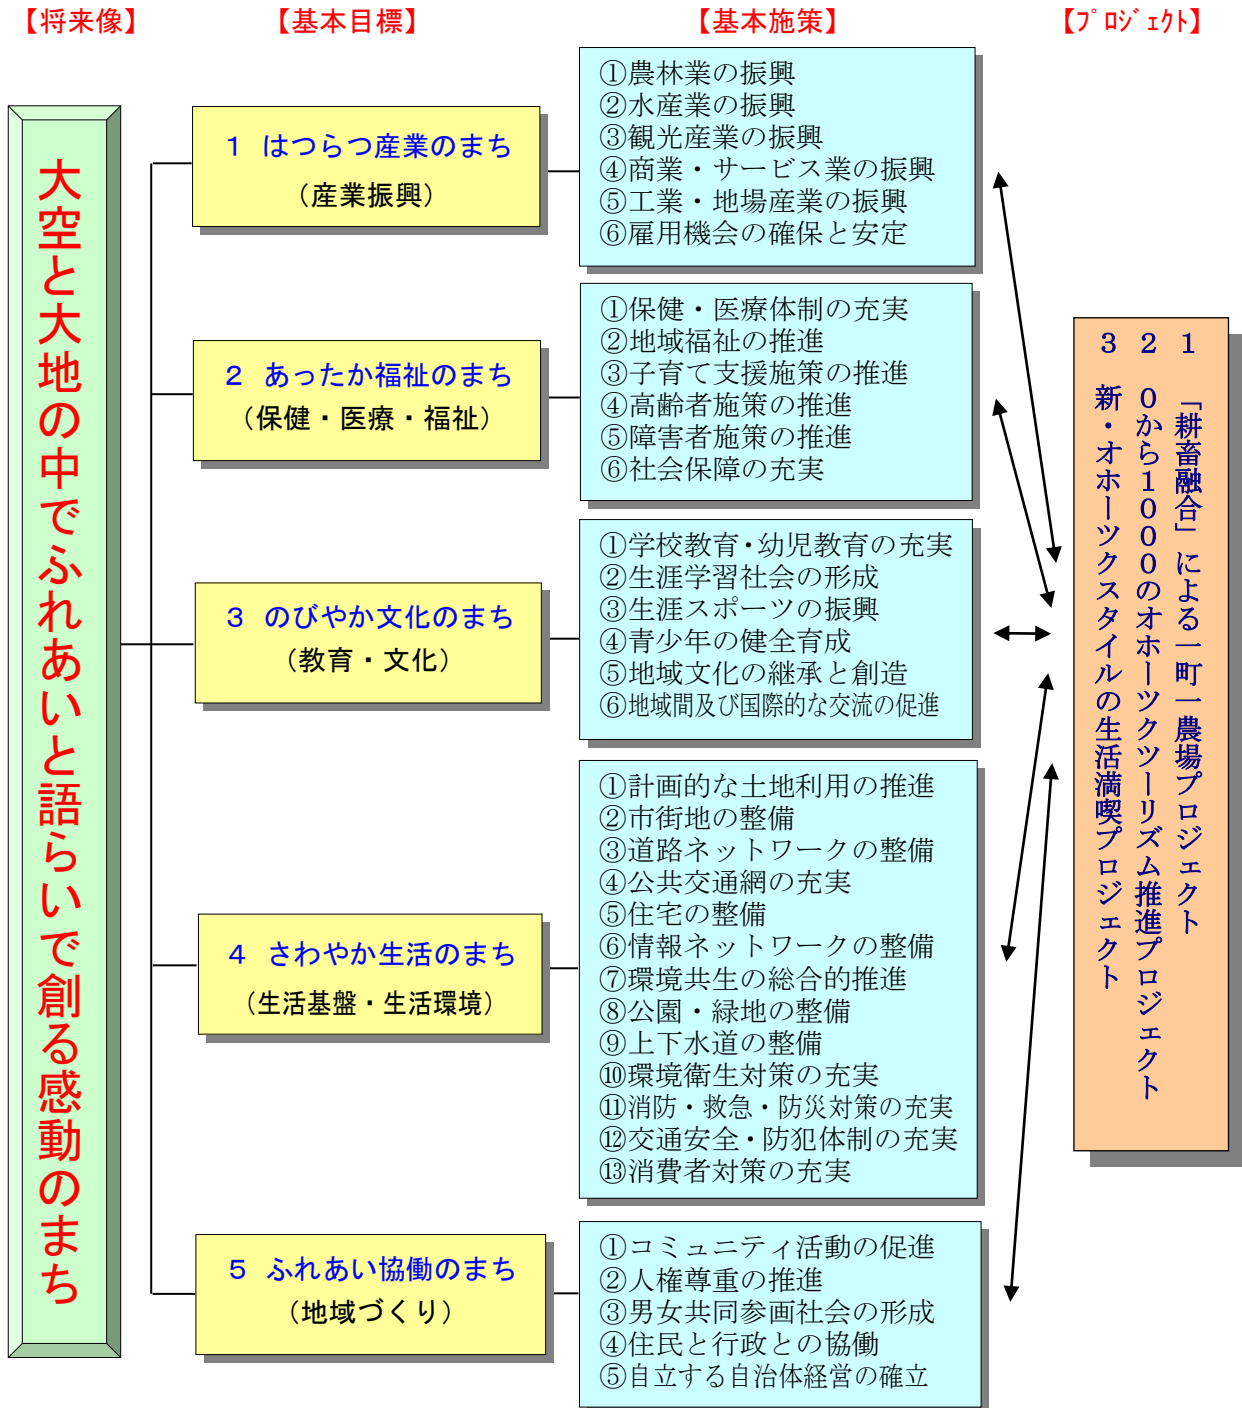 【将来像】
【基本目標】
【基本施策】
【ﾌﾟﾛｼﾞｪｸﾄ】
大空と大地の中でふれあいと語らいで創る感動のまち
1 はつらつ産業のまち
（産業振興）
①農林業の振興
②水産業の振興
③観光産業の振興
④商業・サービス業の振興
⑤工業・地場産業の振興
⑥雇用機会の確保と安定
2 あったか福祉のまち
（保健・医療・福祉）
①保健・医療体制の充実
②地域福祉の推進
③子育て支援施策の推進
④高齢者施策の推進
⑤障害者施策の推進
⑥社会保障の充実
3 のびやか文化のまち
（教育・文化）
①学校教育・幼児教育の充実
②生涯学習社会の形成
③生涯スポーツの振興
④青少年の健全育成
⑤地域文化の継承と創造
⑥地域間及び国際的な交流の促進
4 さわやか生活のまち
（生活基盤・生活環境）
①計画的な土地利用の推進
②市街地の整備
③道路ネットワークの整備
④公共交通網の充実
⑤住宅の整備
⑥情報ネットワークの整備
⑦環境共生の総合的推進
⑧公園・緑地の整備
⑨上下水道の整備
⑩環境衛生対策の充実
⑪消防・救急・防災対策の充実
⑫交通安全・防犯体制の充実
⑬消費者対策の充実
5 ふれあい協働のまち
（地域づくり）
①コミュニティ活動の促進
②人権尊重の推進
③男女共同参画社会の形成
④住民と行政との協働
⑤自立する自治体経営の確立
1 「耕畜融合」による一町一農場プロジェクト
2 0から1000のオホーツクツーリズム推進プロジェクト
3 新・オホーツクスタイルの生活満喫プロジェクト